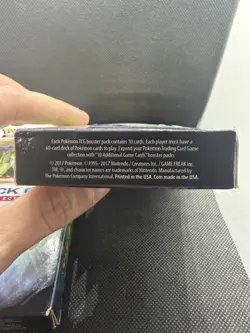 Each Pokémon TCG booster pack contains 10 cards. Each player must have a
60-card deck of Pokémon cards to play. Expand your Pokémon Trading Card Game
collection with "10 Additional Game Cards" booster packs.
© 2017 Pokémon. ©1995–2017 Nintendo / Creatures Inc. / GAME FREAK inc.
TM, ®, and character names are trademarks of Nintendo. Manufactured by
The Pokémon Company International. Printed in the USA. Coin made in the USA.